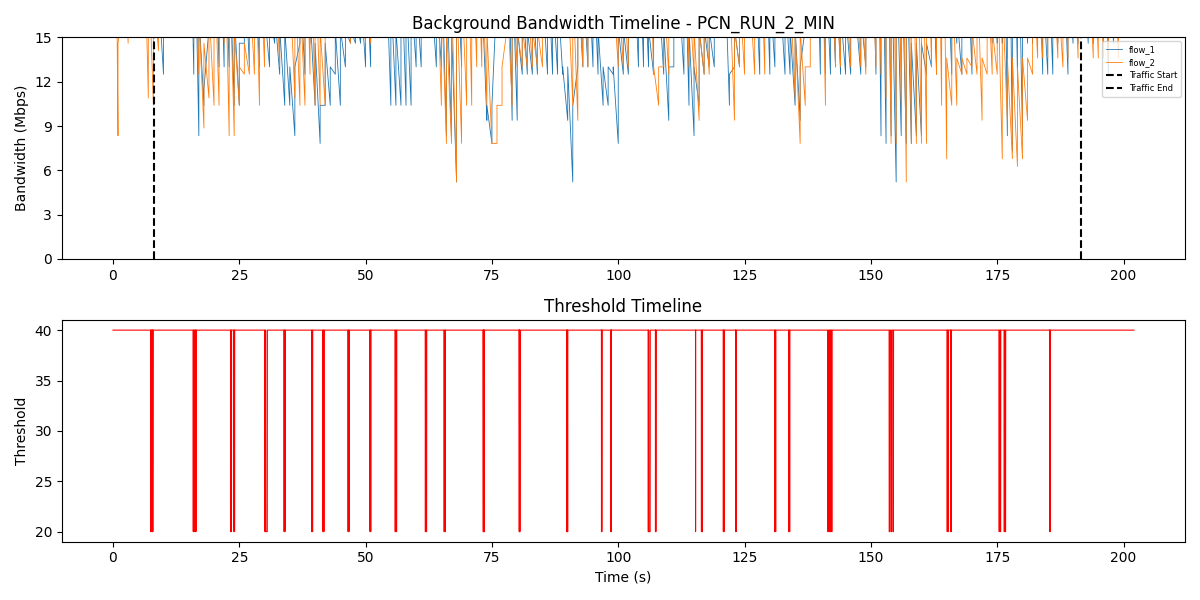 Background Bandwidth Timeline - PCN_RUN_2_MIN
Bandwidth (Mbps)
15
12
9
6
3
0
0 25 50 75 100 125 150 175 200
flow_1
flow_2
Traffic Start
Traffic End
Threshold Timeline
Threshold
40
35
30
25
20
0 25 50 75 100 125 150 175 200
Time (s)